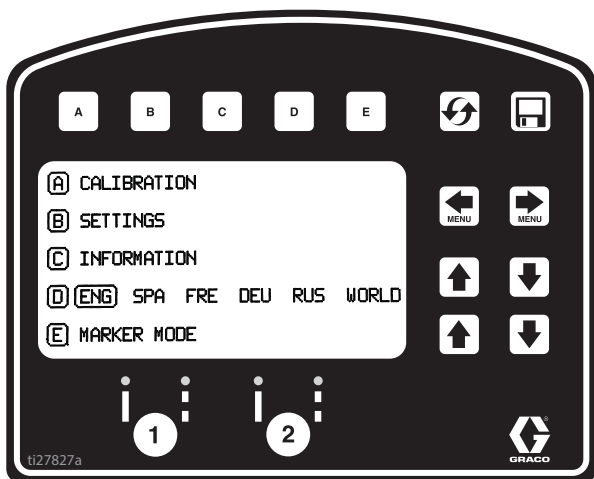 A B C D E
A CALIBRATION
MENU MENU
B SETTINGS
C INFORMATION
D ENG SPA FRE DEU RUS WORLD
E MARKER MODE
1 2
ti27827a
GRACO